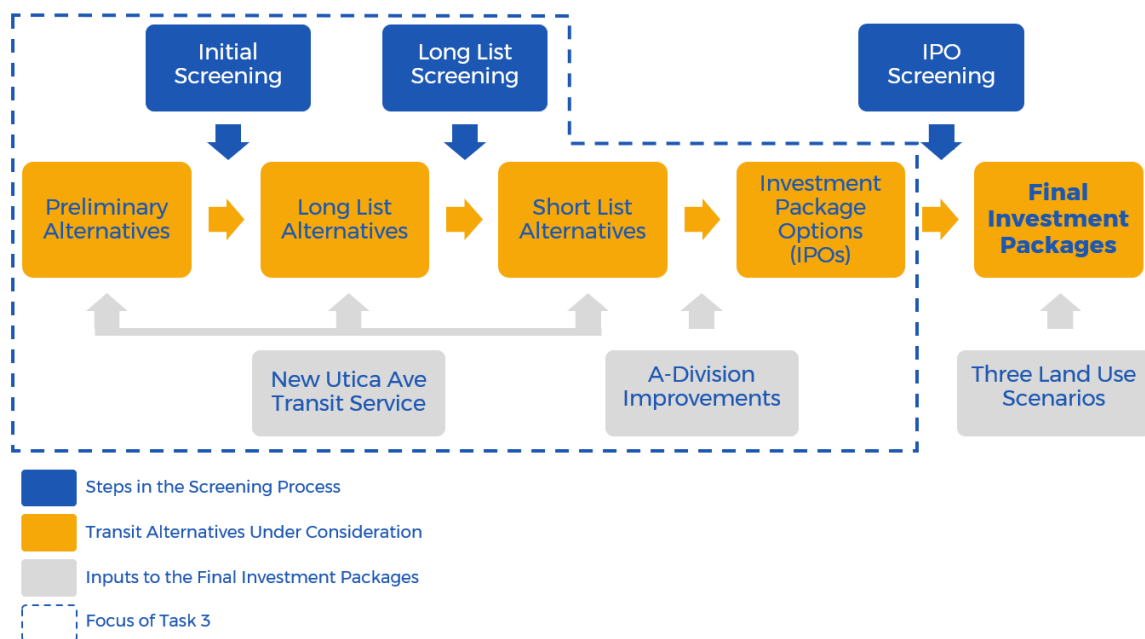 Initial
Screening
Long List
Screening
IPO
Screening
Preliminary
Alternatives
Long List
Alternatives
Short List
Alternatives
Investment
Package
Options
(IPOs)
Final
Investment
Packages
New Utica Ave
Transit Service
A-Division
Improvements
Three Land Use
Scenarios
Steps in the Screening Process
Transit Alternatives Under Consideration
Inputs to the Final Investment Packages
Focus of Task 3